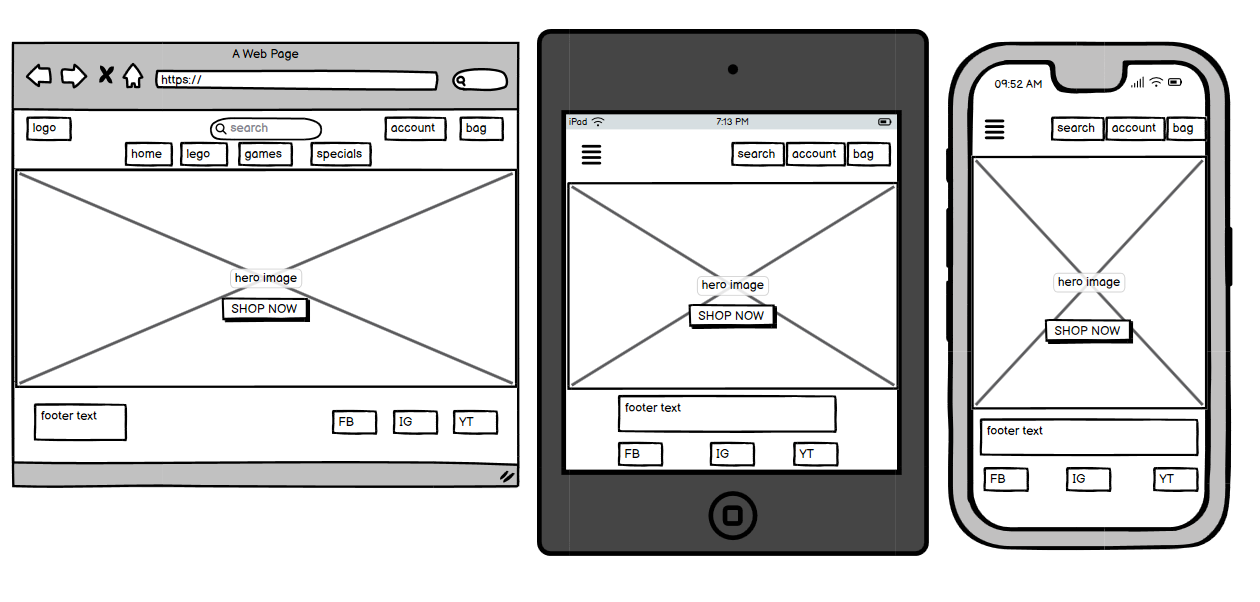 A Web Page
https://
logo
search
account
bag
home
lego
games
specials
hero image
SHOP NOW
footer text
FB
IG
YT
iPad
7:13 PM
search
account
bag
hero image
SHOP NOW
footer text
FB
IG
YT
09:52 AM
search
account
bag
hero image
SHOP NOW
footer text
FB
IG
YT